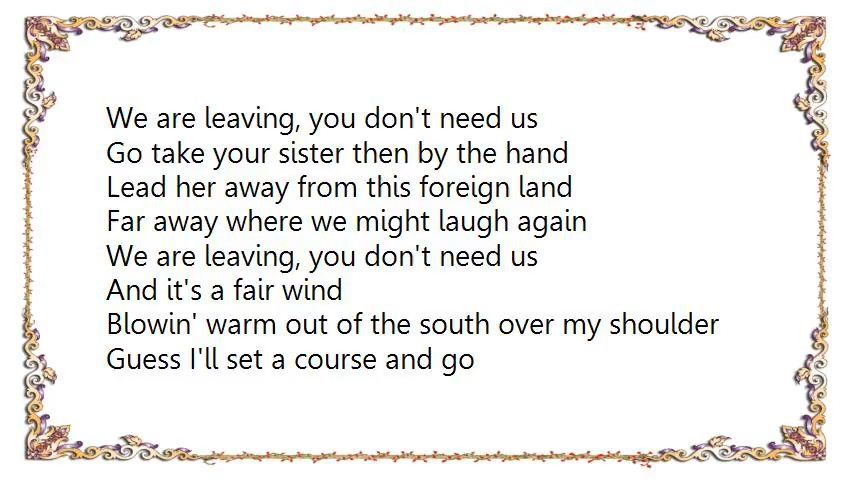 We are leaving, you don't need us
Go take your sister then by the hand
Lead her away from this foreign land
Far away where we might laugh again
We are leaving, you don't need us
And it's a fair wind
Blowin' warm out of the south over my shoulder
Guess I'll set a course and go